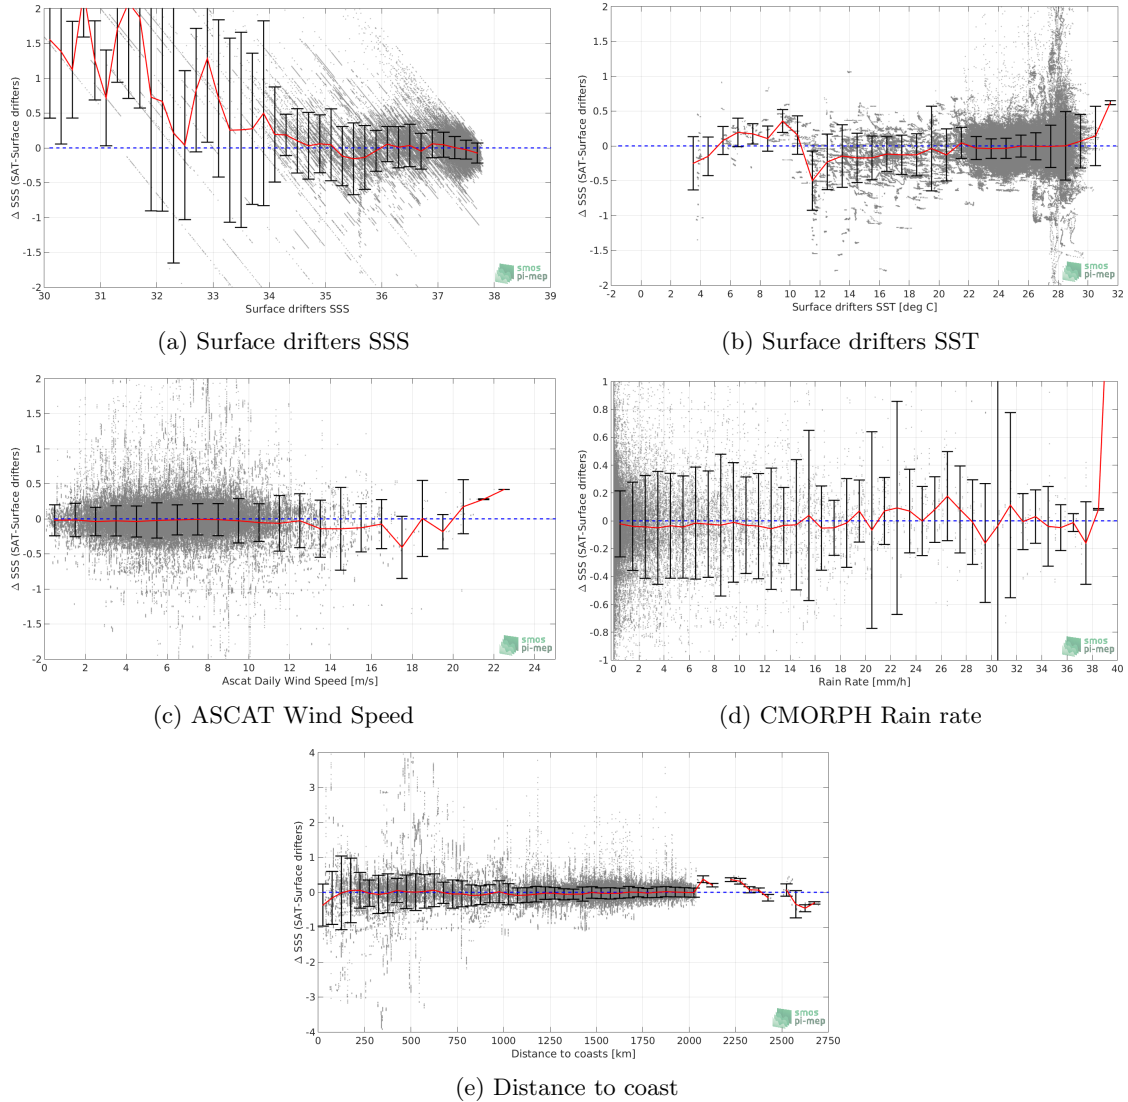 2
1.5
1
0.5
0
-0.5
-1
-1.5
-2
Δ SSS (SAT-Surface drifters)
30 31 32 33 34 35 36 37 38 39
Surface drifters SSS
smos
pi-mep
(a) Surface drifters SSS
2
1.5
1
0.5
0
-0.5
-1
-1.5
-2
Δ SSS (SAT-Surface drifters)
-2 0 2 4 6 8 10 12 14 16 18 20 22 24 26 28 30 32
Surface drifters SST [deg C]
smos
pi-mep
(b) Surface drifters SST
2
1.5
1
0.5
0
-0.5
-1
-1.5
-2
Δ SSS (SAT-Surface drifters)
0 2 4 6 8 10 12 14 16 18 20 22 24
Ascat Daily Wind Speed [m/s]
smos
pi-mep
(c) ASCAT Wind Speed
1
0.8
0.6
0.4
0.2
0
-0.2
-0.4
-0.6
-0.8
-1
Δ SSS (SAT-Surface drifters)
0 2 4 6 8 10 12 14 16 18 20 22 24 26 28 30 32 34 36 38 40
Rain Rate [mm/h]
smos
pi-mep
(d) CMORPH Rain rate
4
3
2
1
0
-1
-2
-3
-4
Δ SSS (SAT-Surface drifters)
0 250 500 750 1000 1250 1500 1750 2000 2250 2500 2750
Distance to coasts [km]
smos
pi-mep
(e) Distance to coast